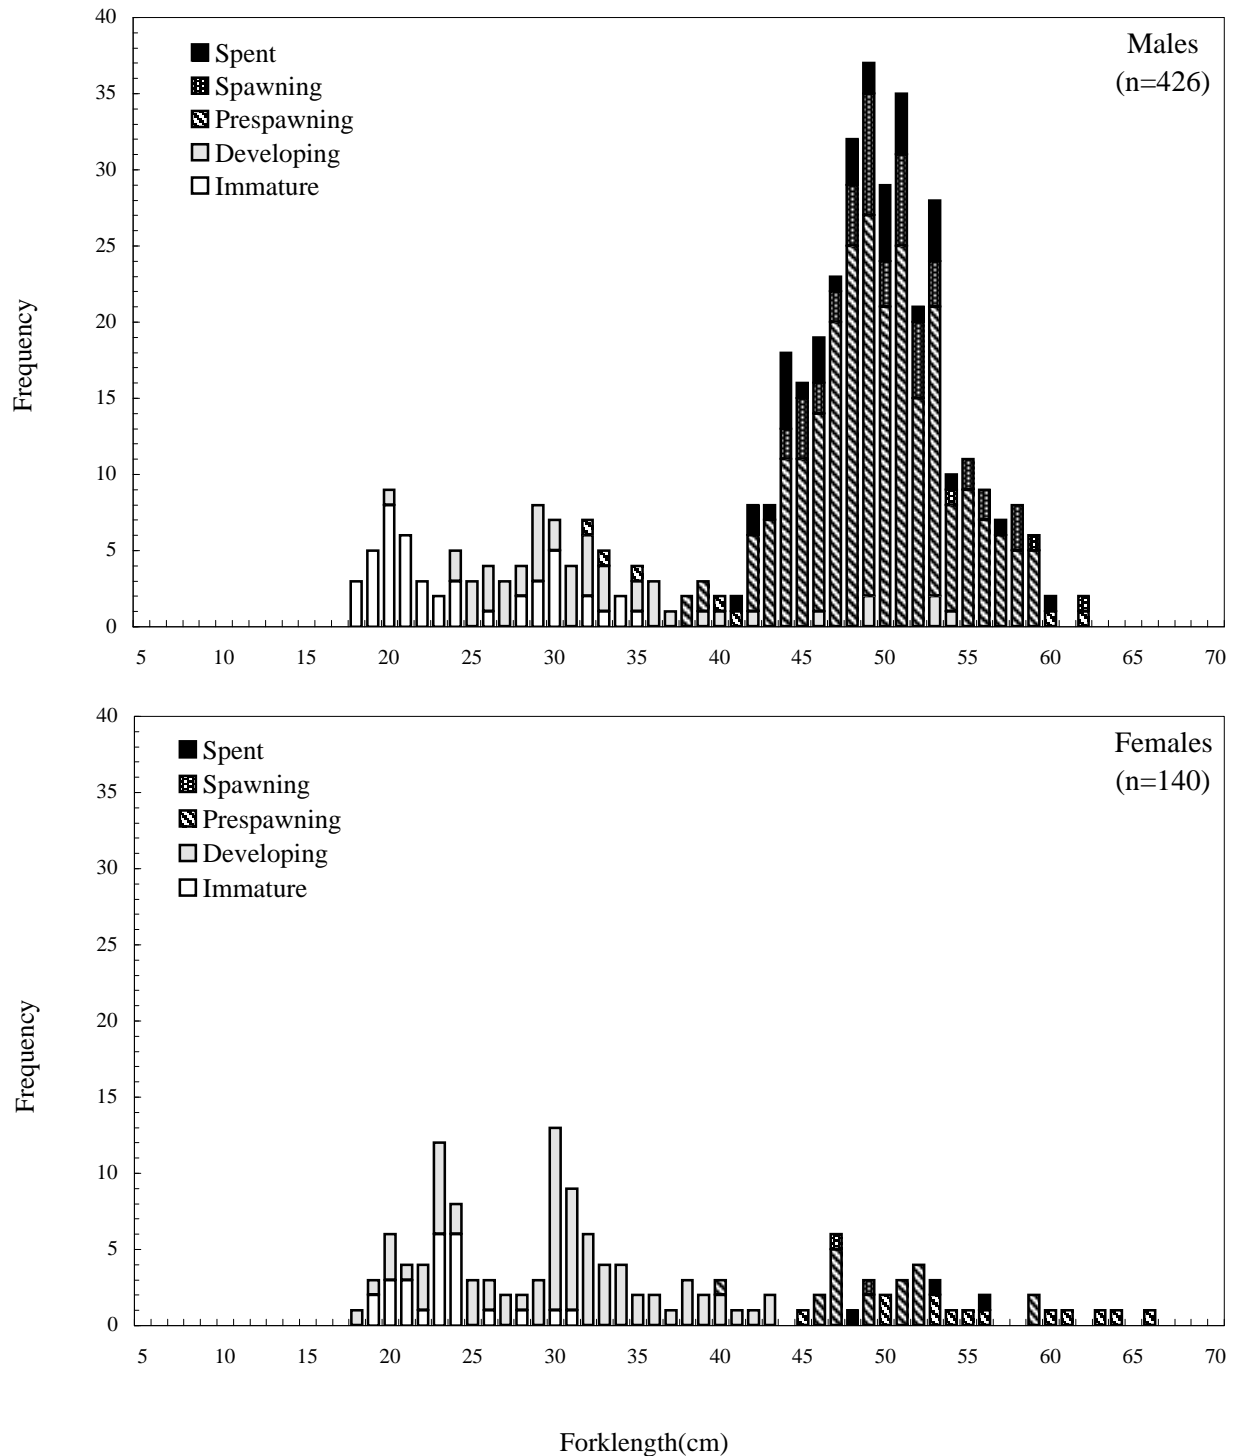 40
35
30
25
20
15
10
5
0
Frequency
Spent
Spawning
Prespawning
Developing
Immature
Males
(n=426)
5 10 15 20 25 30 35 40 45 50 55 60 65 70
40
35
30
25
20
15
10
5
0
Frequency
Spent
Spawning
Prespawning
Developing
Immature
Females
(n=140)
5 10 15 20 25 30 35 40 45 50 55 60 65 70
Forklength(cm)